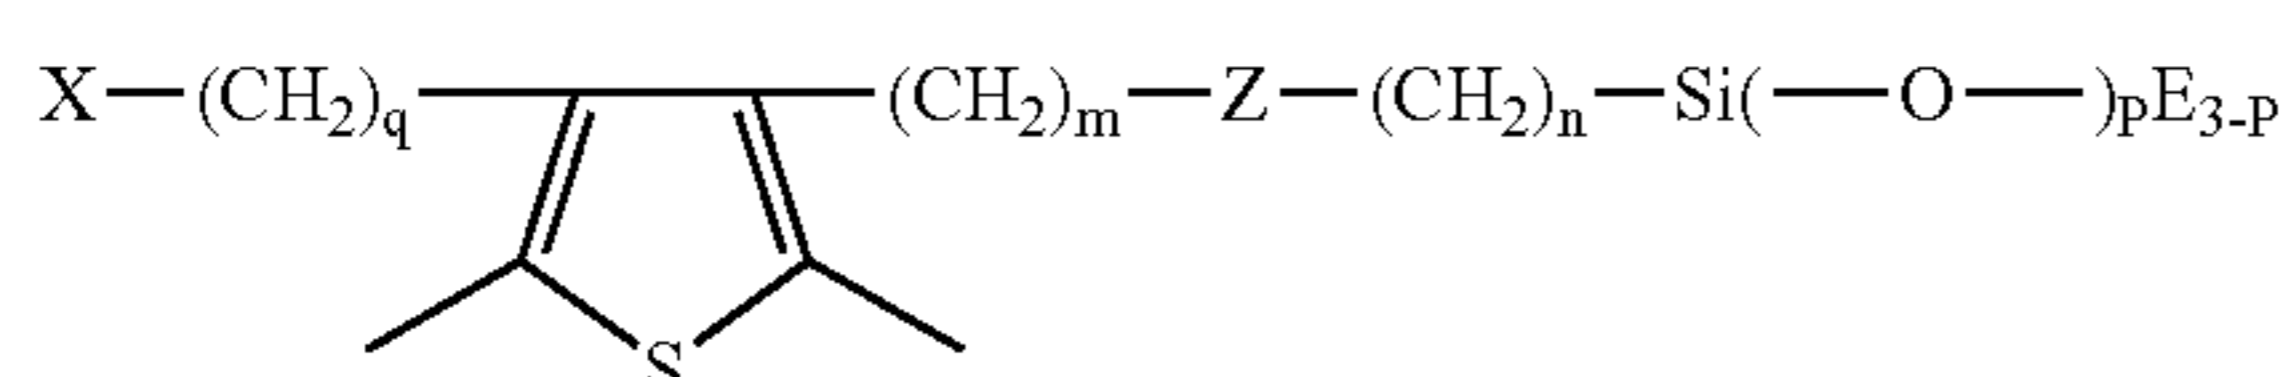 X—(CH₂)q (CH₂)m—Z—(CH₂)n—Si(—O—)pE₃₋p
S